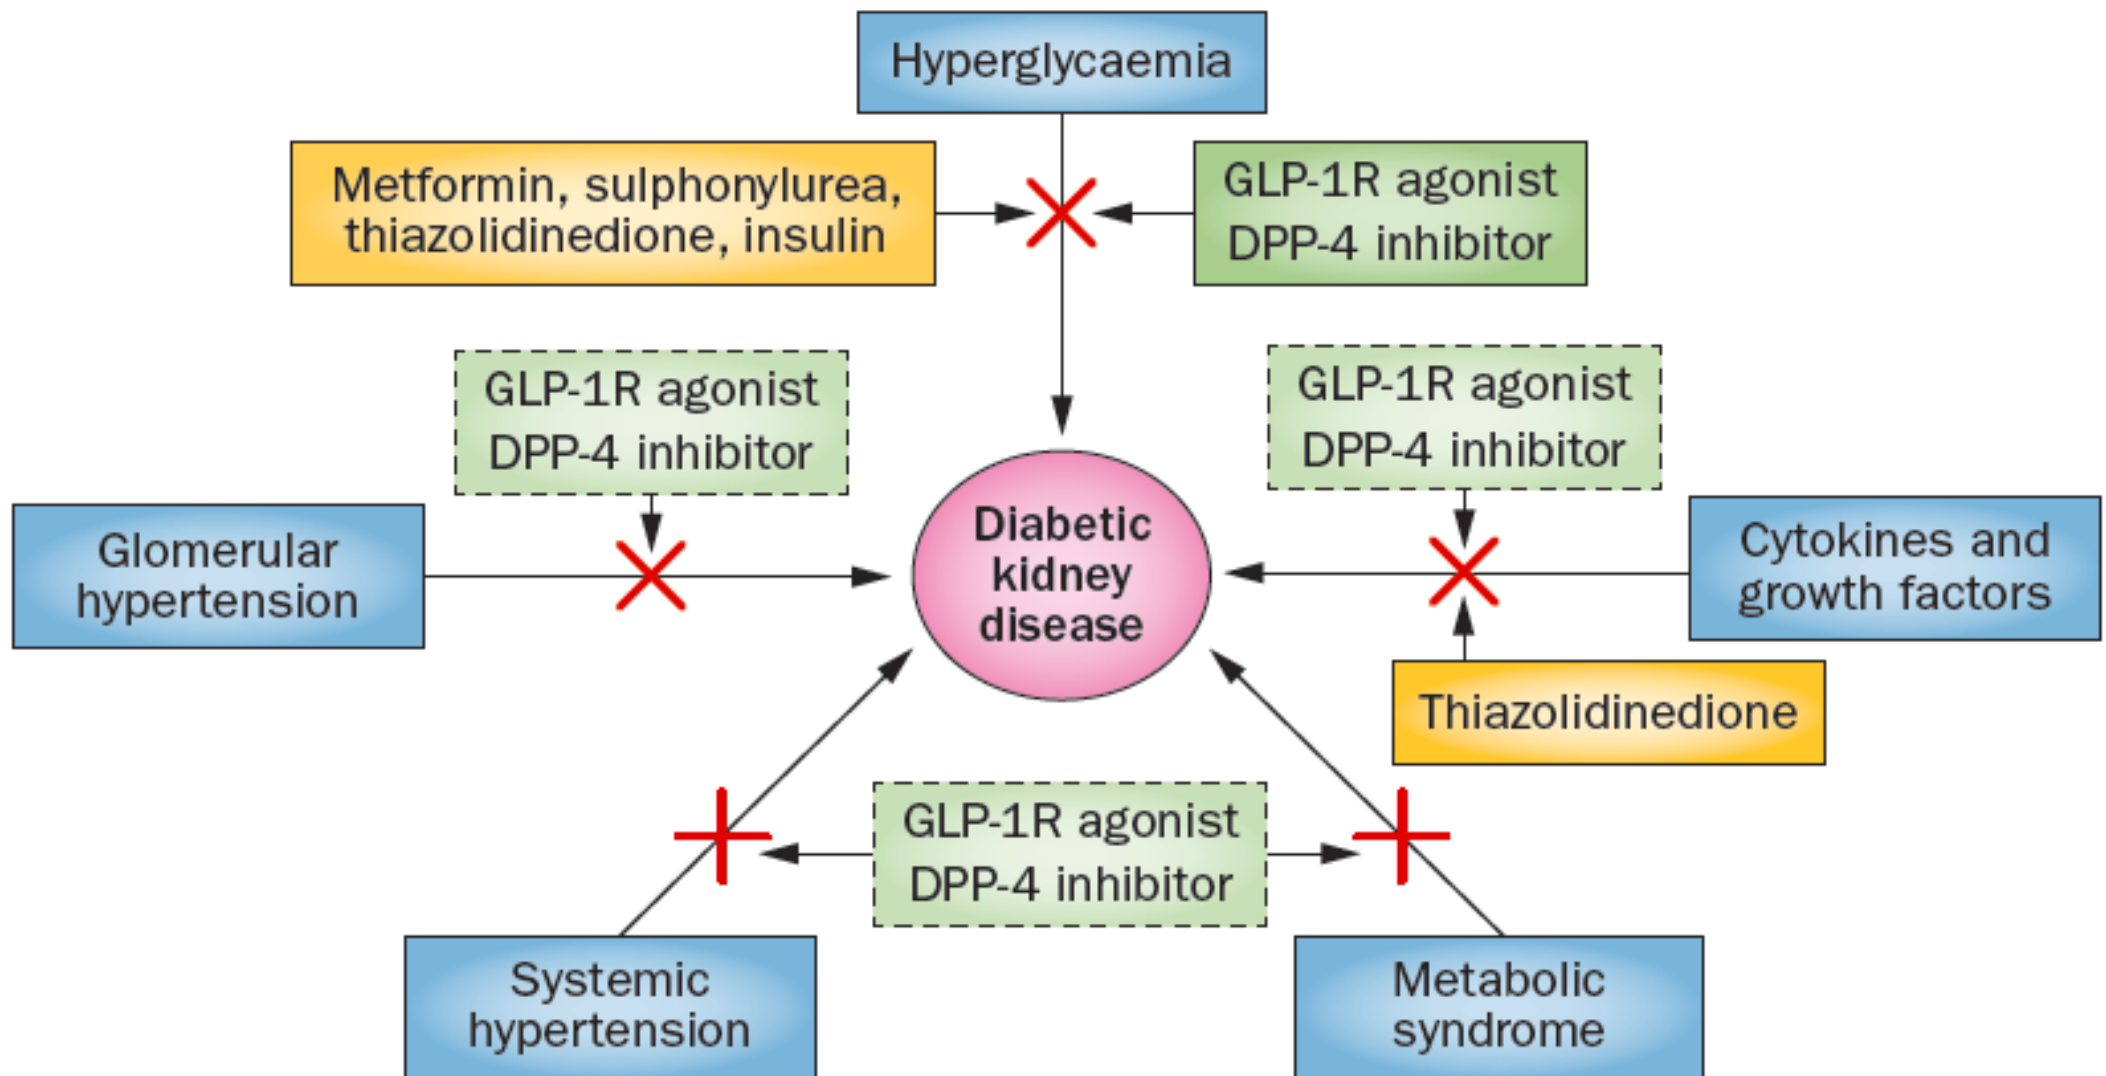 Hyperglycaemia
Metformin, sulphonylurea,
thiazolidinedione, insulin
GLP-1R agonist
DPP-4 inhibitor
GLP-1R agonist
DPP-4 inhibitor
GLP-1R agonist
DPP-4 inhibitor
Glomerular
hypertension
Diabetic
kidney
disease
Cytokines and
growth factors
Thiazolidinedione
GLP-1R agonist
DPP-4 inhibitor
Systemic
hypertension
Metabolic
syndrome